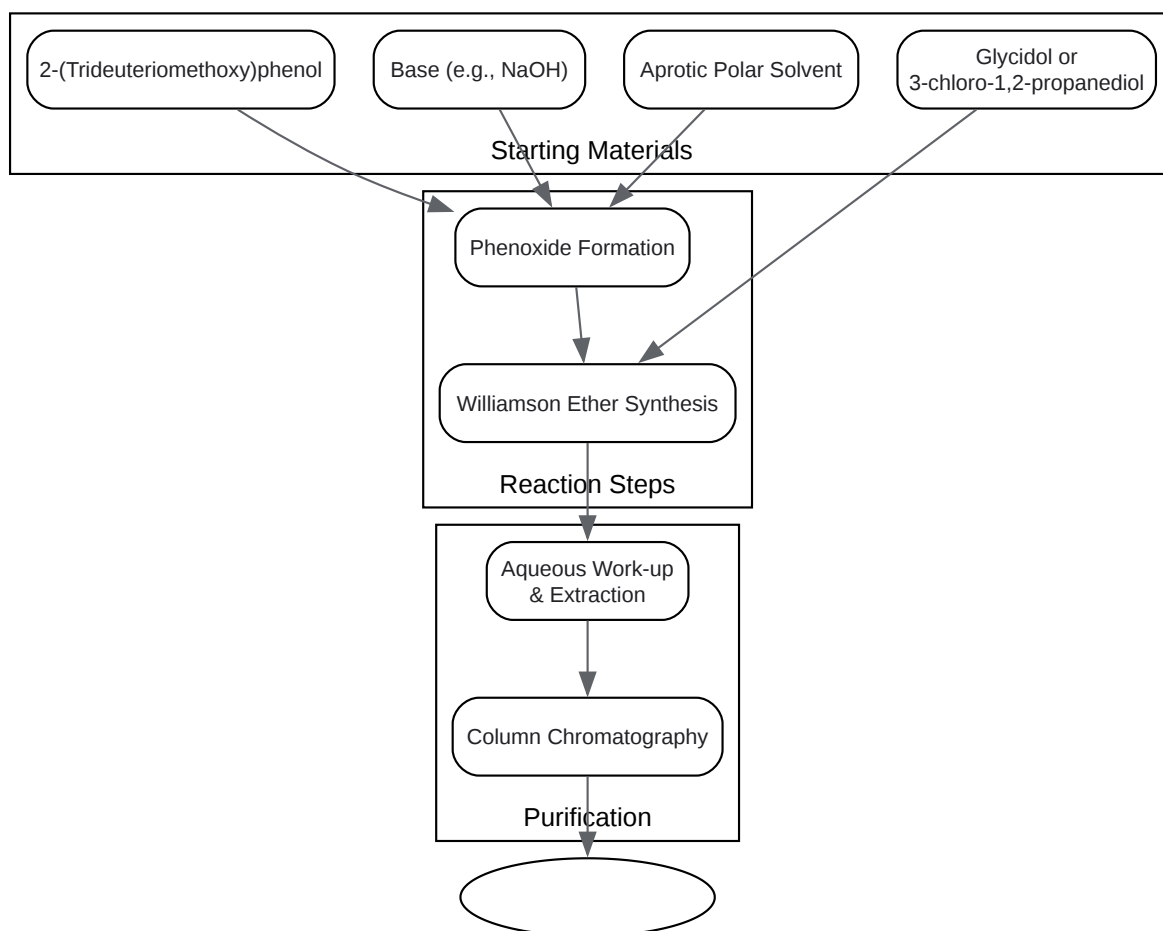 2-(Trideuteriomethoxy)phenol
Base (e.g., NaOH)
Aprotic Polar Solvent
Glycidol or
3-chloro-1,2-propanediol
Starting Materials
Phenoxide Formation
Williamson Ether Synthesis
Reaction Steps
Aqueous Work-up
& Extraction
Column Chromatography
Purification